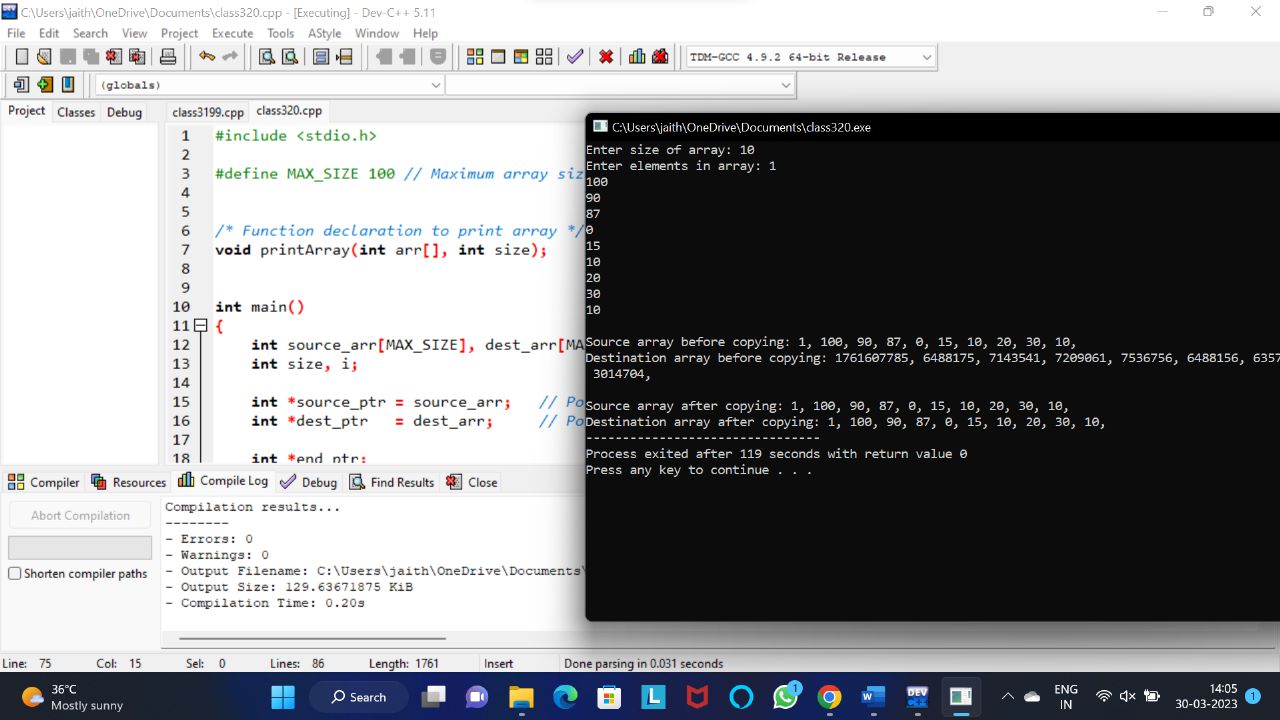 C:\Users\jaith\OneDrive\Documents\class320.cpp - [Executing] - Dev-C++ 5.11
File Edit Search View Project Execute Tools AStyle Window Help
TDM-GCC 4.9.2 64-bit Release
(globals)
Project Classes Debug
class3199.cpp class320.cpp
1 #include <stdio.h>
2
3 #define MAX_SIZE 100 // Maximum array siz
4
5
6 /* Function declaration to print array */
7 void printArray(int arr[], int size);
8
9
10 int main()
11 {
12 int source_arr[MAX_SIZE], dest_arr[MA
13 int size, i;
14
15 int *source_ptr = source_arr; // Po
16 int *dest_ptr = dest_arr; // Po
17
18 int *end_ptr;
C:\Users\jaith\OneDrive\Documents\class320.exe
Enter size of array: 10
Enter elements in array: 1
100
90
87
0
15
10
20
30
10
Source array before copying: 1, 100, 90, 87, 0, 15, 10, 20, 30, 10,
Destination array before copying: 1761607785, 6488175, 7143541, 7209061, 7536756, 6488156, 6357
3014704,
Source array after copying: 1, 100, 90, 87, 0, 15, 10, 20, 30, 10,
Destination array after copying: 1, 100, 90, 87, 0, 15, 10, 20, 30, 10,
--------------------------------
Process exited after 119 seconds with return value 0
Press any key to continue . . .
Compiler Resources Compile Log Debug Find Results Close
Abort Compilation
Shorten compiler paths
Compilation results...
--------
- Errors: 0
- Warnings: 0
- Output Filename: C:\Users\jaith\OneDrive\Documents\
- Output Size: 129.63671875 KiB
- Compilation Time: 0.20s
Line: 75 Col: 15 Sel: 0 Lines: 86 Length: 1761 Insert Done parsing in 0.031 seconds
36°C
Mostly sunny
Search
L
1
W
DEV
C++
ENG
IN
14:05
30-03-2023
1